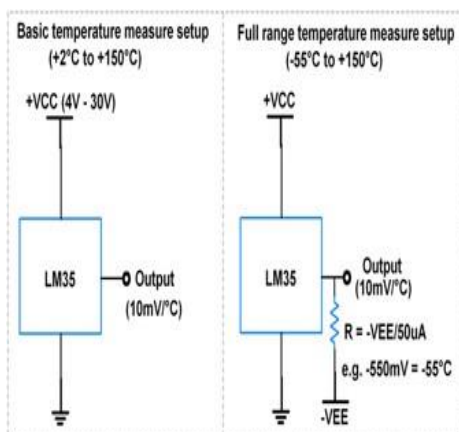 Basic temperature measure setup
(+2°C to +150°C)
+VCC (4V - 30V)
LM35
Output
(10mV/°C)
Full range temperature measure setup
(-55°C to +150°C)
+VCC
LM35
Output
(10mV/°C)
R = -VEE/50uA
e.g. -550mV = -55°C
-VEE